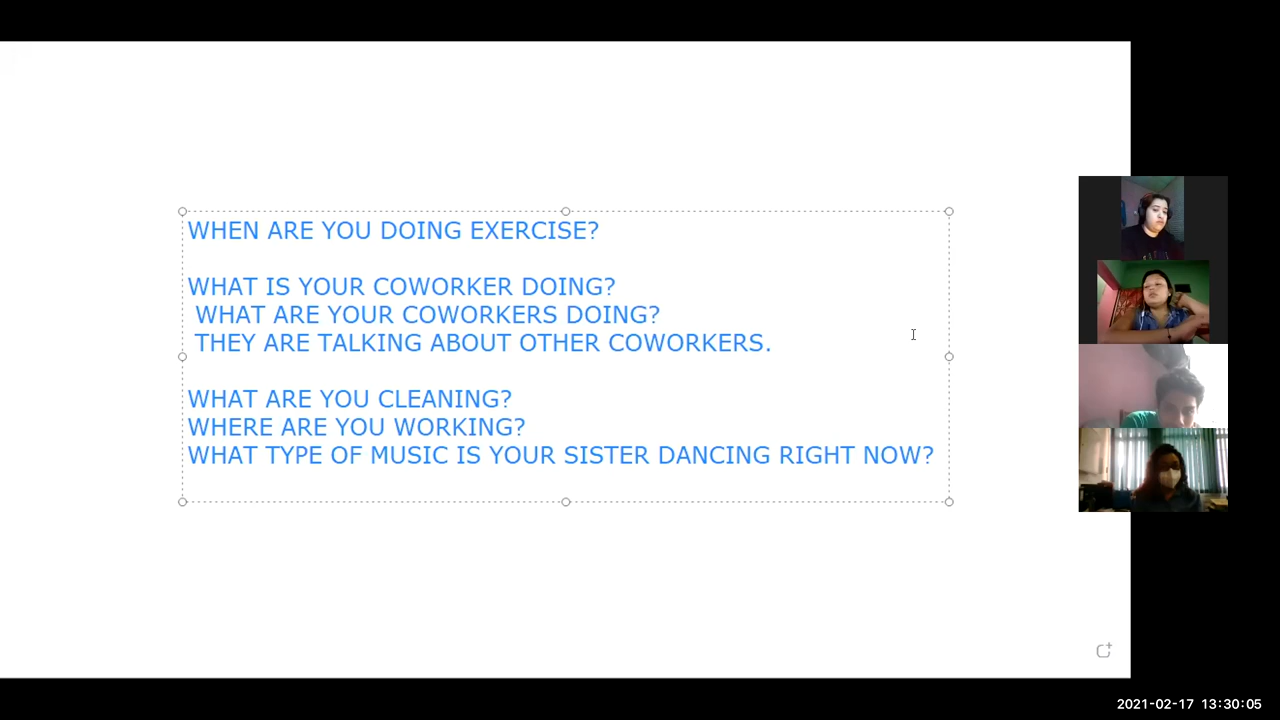 WHEN ARE YOU DOING EXERCISE?
WHAT IS YOUR COWORKER DOING?
WHAT ARE YOUR COWORKERS DOING?
THEY ARE TALKING ABOUT OTHER COWORKERS.
WHAT ARE YOU CLEANING?
WHERE ARE YOU WORKING?
WHAT TYPE OF MUSIC IS YOUR SISTER DANCING RIGHT NOW?
2021-02-17 13:30:05